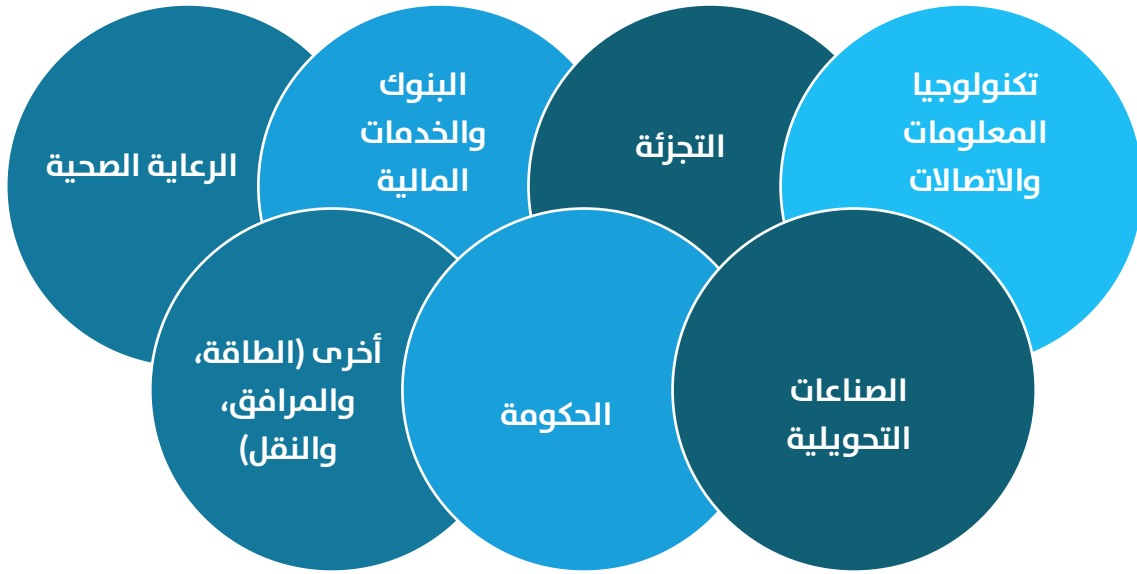 تكنولوجيا
المعلومات
والاتصالات
التجزئة
البنوك
والخدمات
المالية
الرعاية الصحية
الصناعات
التحويلية
الحكومة
أخرى (الطاقة،
والمرافق،
والنقل)